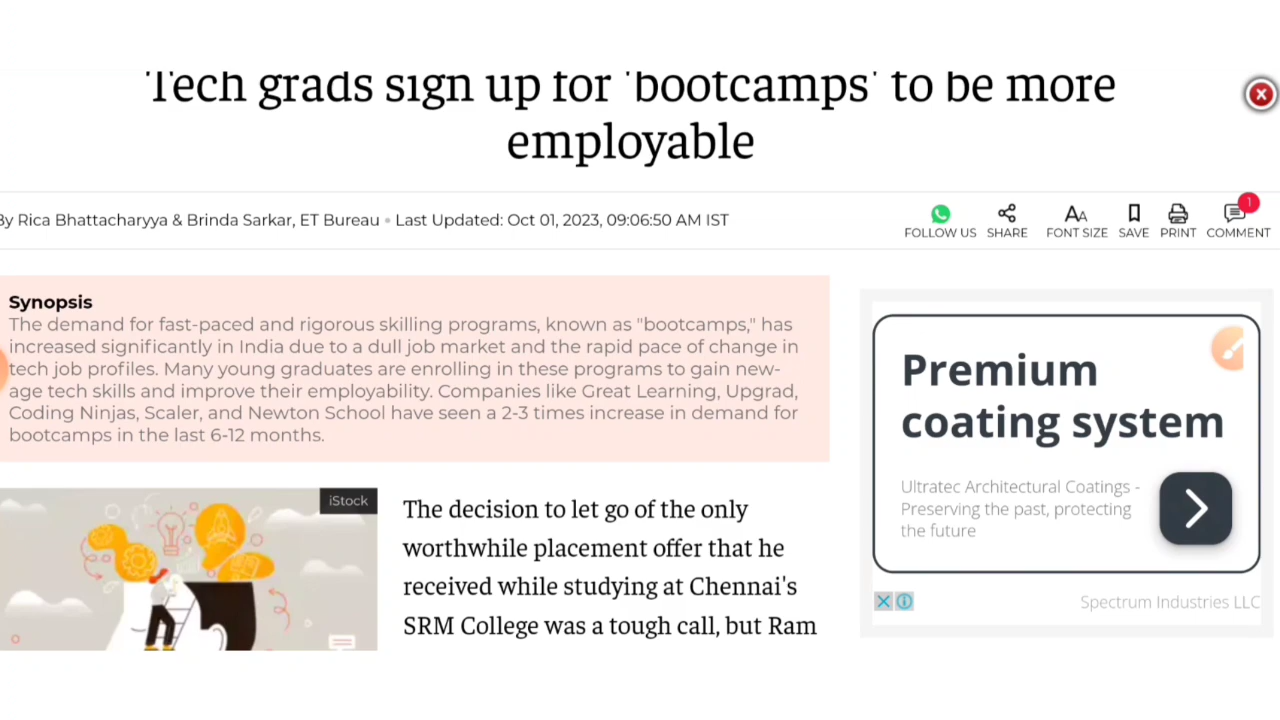 Tech grads sign up for 'bootcamps' to be more
employable
By Rica Bhattacharyya & Brinda Sarkar, ET Bureau • Last Updated: Oct 01, 2023, 09:06:50 AM IST
FOLLOW US
SHARE
FONT SIZE
SAVE
PRINT
1
COMMENT
Synopsis
The demand for fast-paced and rigorous skilling programs, known as "bootcamps," has
increased significantly in India due to a dull job market and the rapid pace of change in
tech job profiles. Many young graduates are enrolling in these programs to gain new-
age tech skills and improve their employability. Companies like Great Learning, Upgrad,
Coding Ninjas, Scaler, and Newton School have seen a 2-3 times increase in demand for
bootcamps in the last 6-12 months.
iStock
The decision to let go of the only
worthwhile placement offer that he
received while studying at Chennai's
SRM College was a tough call, but Ram
Premium
coating system
Ultratec Architectural Coatings -
Preserving the past, protecting
the future
Spectrum Industries LLC